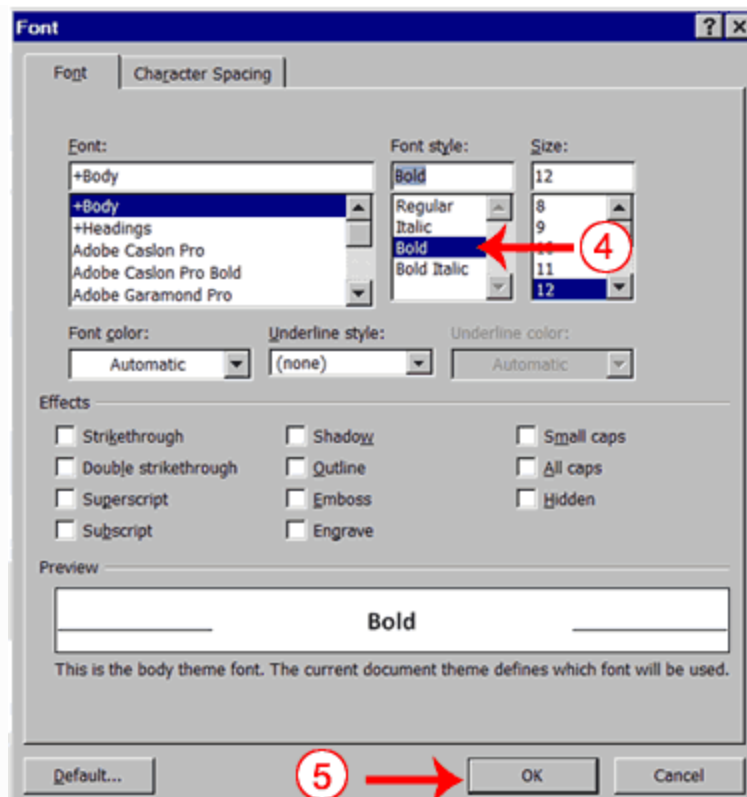 Font
? ×
Font Character Spacing
Font: Font style: Size:
+Body Bold 12
+Body Regular 8
+Headings Italic 9
Adobe Caslon Pro Bold 4
Adobe Caslon Pro Bold Bold Italic 11
Adobe Garamond Pro 12
Font color: Underline style: Underline color:
Automatic (none) Automatic
Effects
Strikethrough Shadow Small caps
Double strikethrough Outline All caps
Superscript Emboss Hidden
Subscript Engrave
Preview
Bold
This is the body theme font. The current document theme defines which font will be used.
Default... 5 OK Cancel